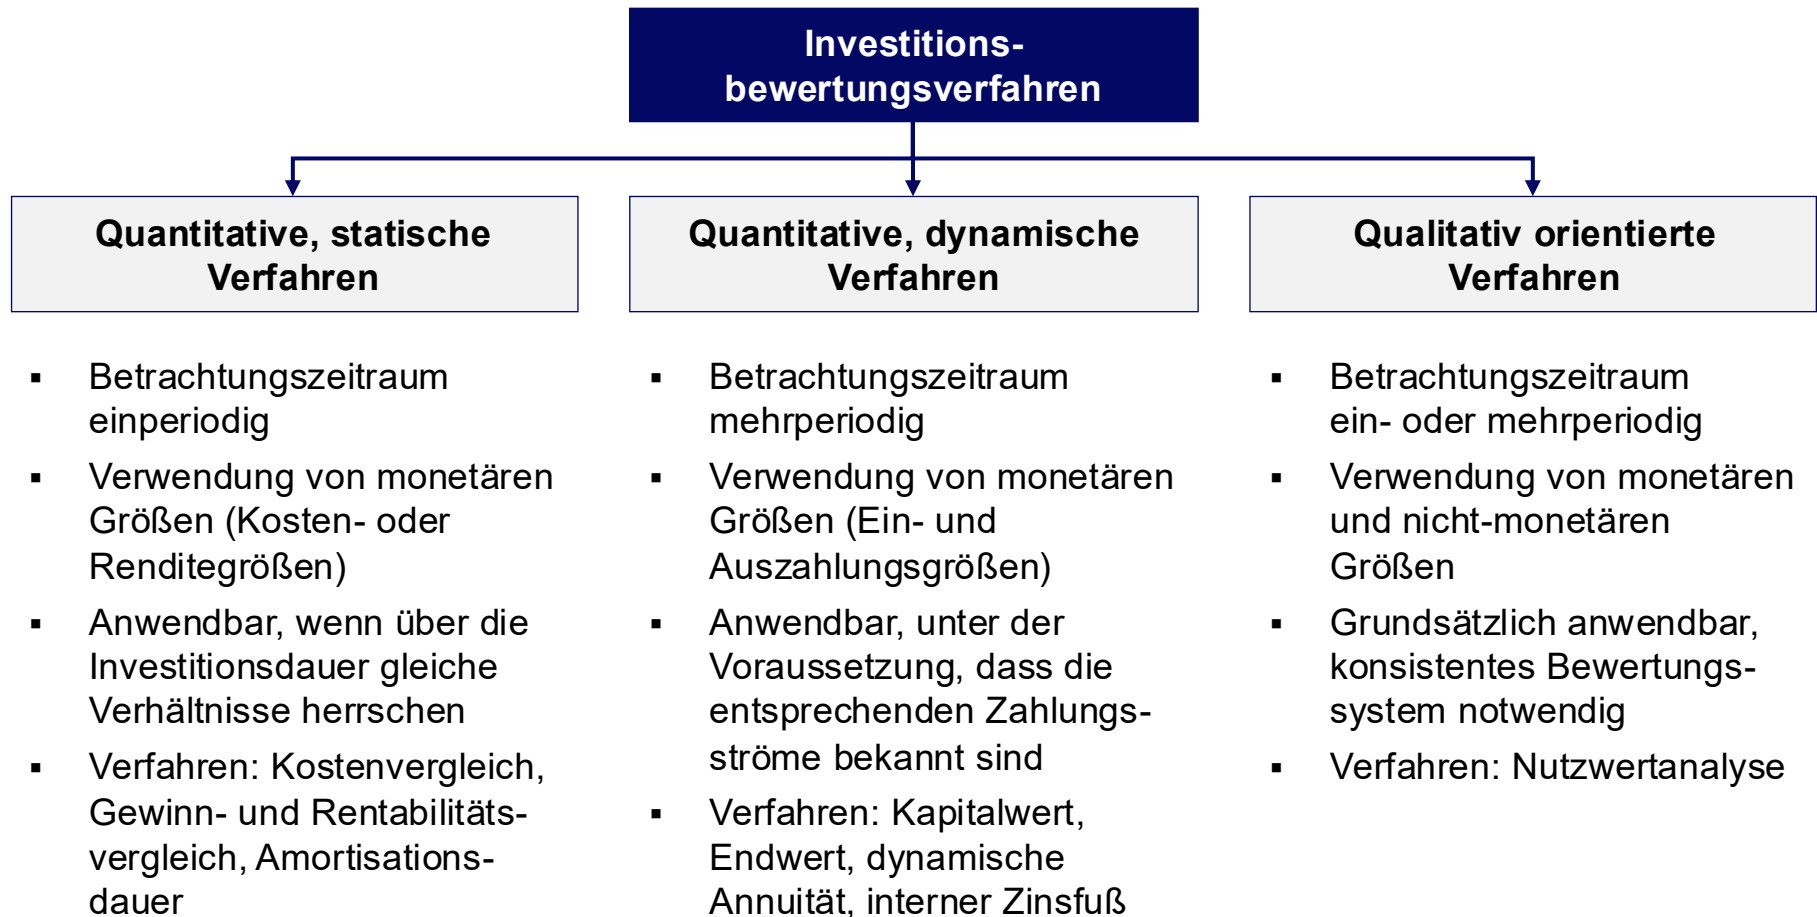 Investitions-
bewertungsverfahren
Quantitative, statische
Verfahren
▪ Betrachtungszeitraum
einperiodig
▪ Verwendung von monetären
Größen (Kosten- oder
Renditegrößen)
▪ Anwendbar, wenn über die
Investitionsdauer gleiche
Verhältnisse herrschen
▪ Verfahren: Kostenvergleich,
Gewinn- und Rentabilitäts-
vergleich, Amortisations-
dauer
Quantitative, dynamische
Verfahren
▪ Betrachtungszeitraum
mehrperiodig
▪ Verwendung von monetären
Größen (Ein- und
Auszahlungsgrößen)
▪ Anwendbar, unter der
Voraussetzung, dass die
entsprechenden Zahlungs-
ströme bekannt sind
▪ Verfahren: Kapitalwert,
Endwert, dynamische
Annuität, interner Zinsfuß
Qualitativ orientierte
Verfahren
▪ Betrachtungszeitraum
ein- oder mehrperiodig
▪ Verwendung von monetären
und nicht-monetären
Größen
▪ Grundsätzlich anwendbar,
konsistentes Bewertungs-
system notwendig
▪ Verfahren: Nutzwertanalyse